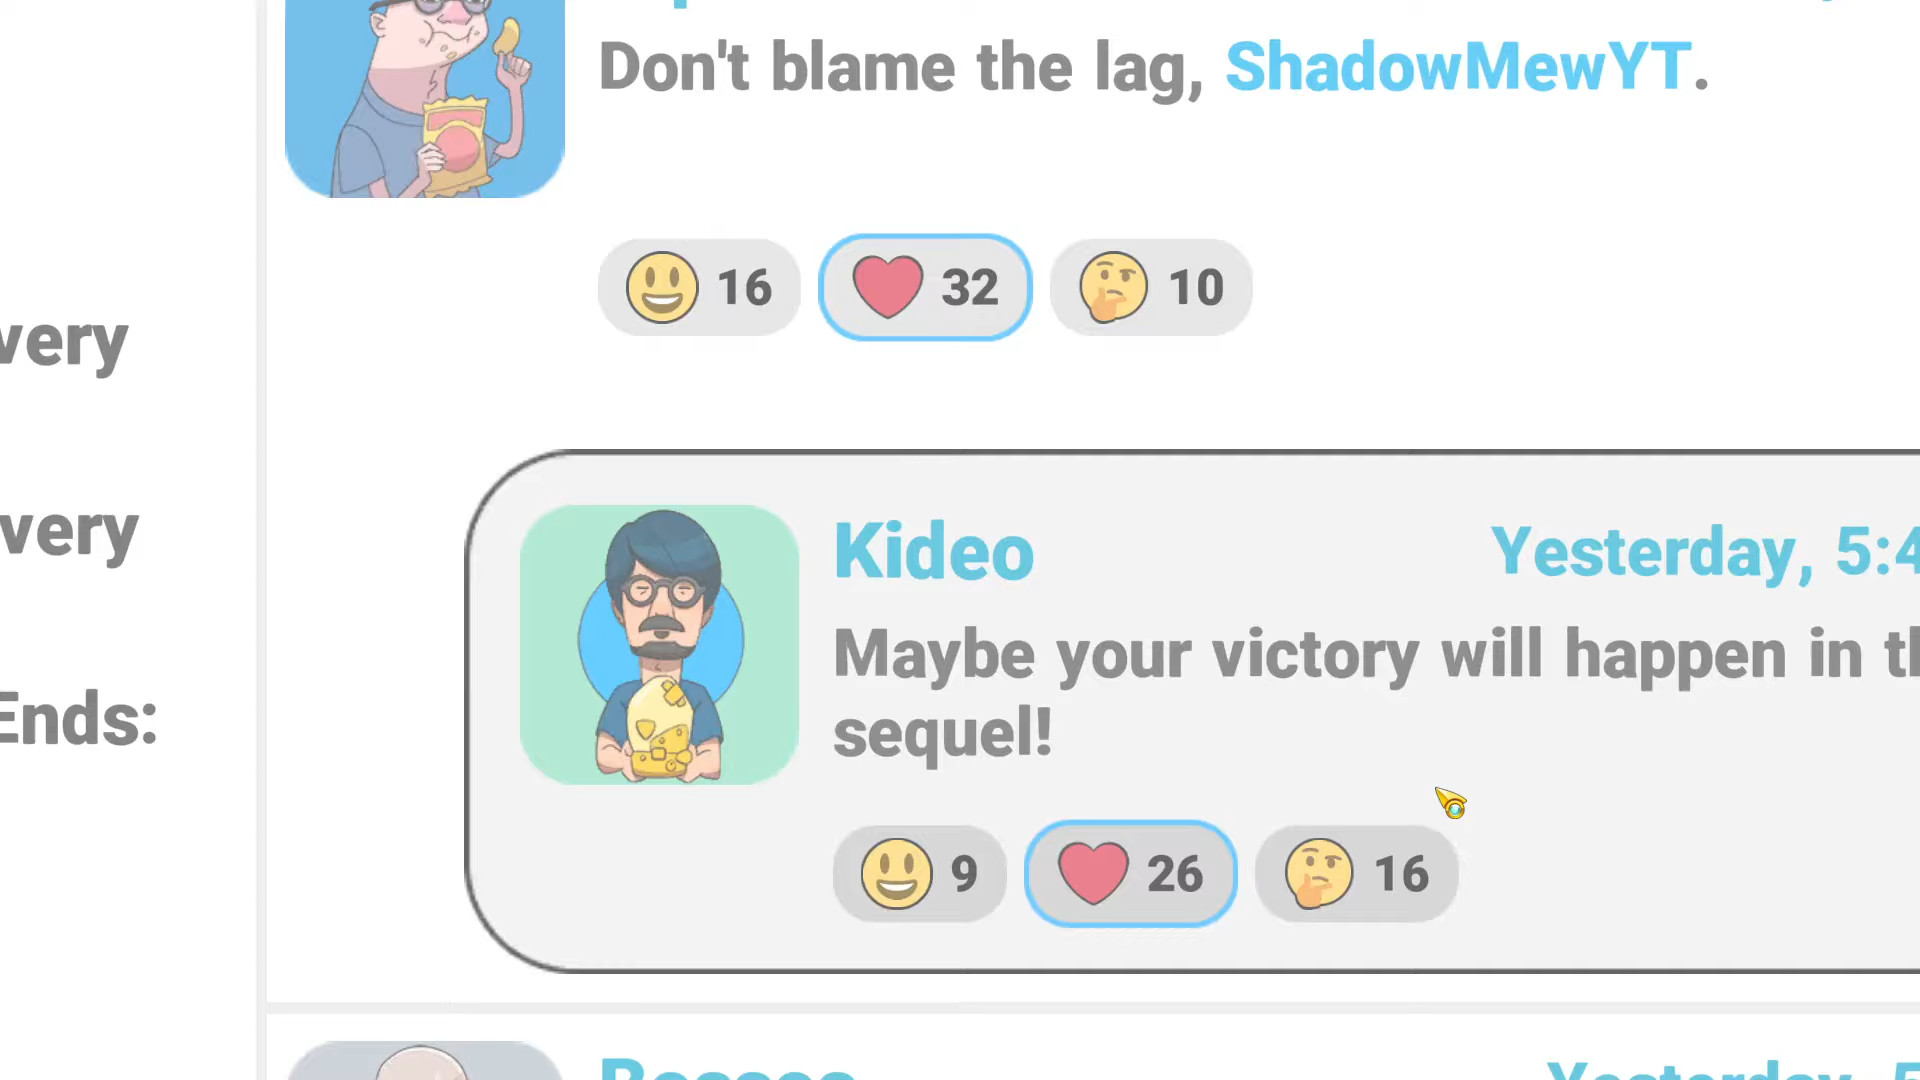 Don't blame the lag, ShadowMewYT.
16 32 10
very
very
Ends:
Kideo
Yesterday, 5:4
Maybe your victory will happen in
sequel!
9 26 16
Yesterday,